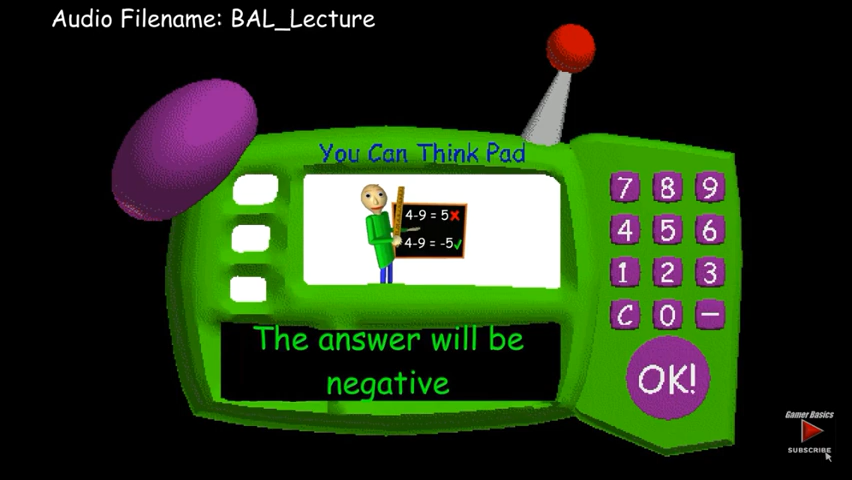 Audio Filename: BAL_Lecture
You Can Think Pad
4-9 = 5
4-9 = -5
The answer will be
negative
7 8 9
4 5 6
1 2 3
C 0 –
OK!
Gamer Basics
SUBSCRIBE